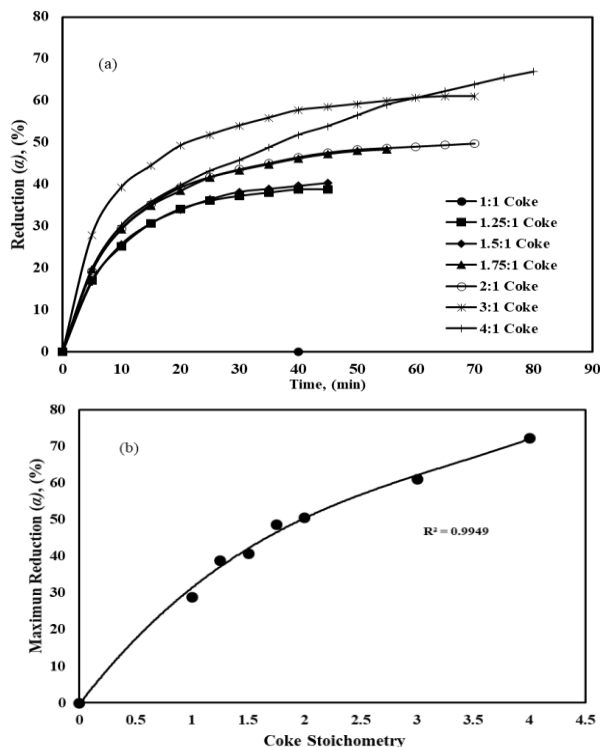 80
70
60
50
40
30
20
10
0
(a)
Reduction (α), (%)
1:1 Coke
1.25:1 Coke
1.5:1 Coke
1.75:1 Coke
2:1 Coke
3:1 Coke
4:1 Coke
0 10 20 30 40 50 60 70 80 90
Time, (min)
80
70
60
50
40
30
20
10
0
(b)
Maximun Reduction (α), (%)
R² = 0.9949
0 0.5 1 1.5 2 2.5 3 3.5 4 4.5
Coke Stoichometry